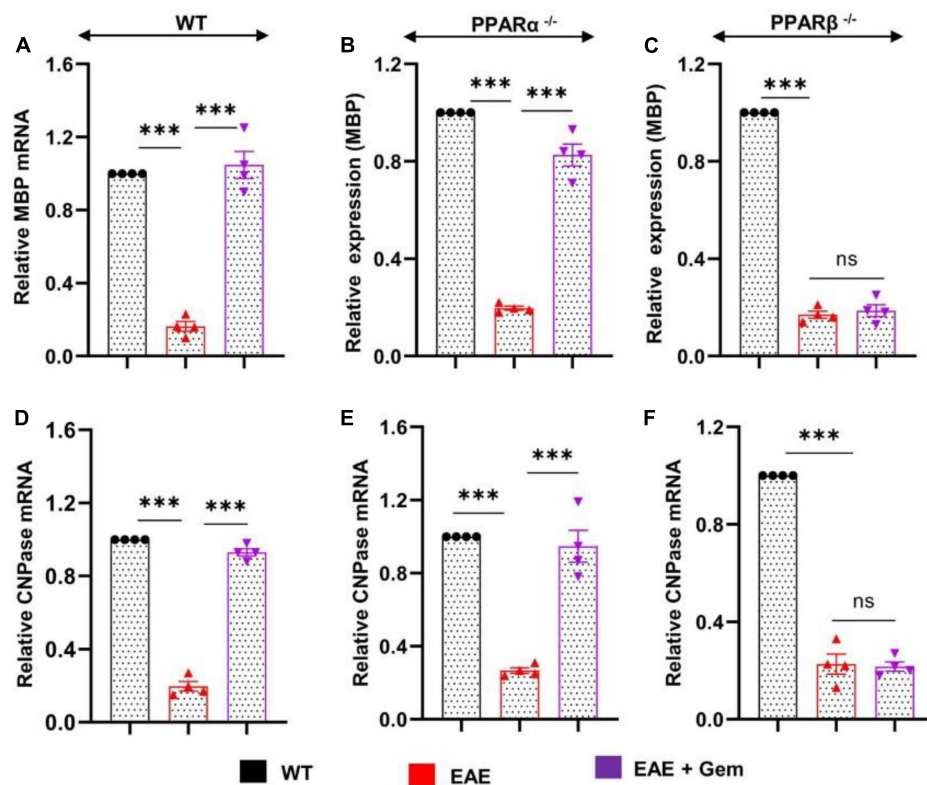 WT
PPARα -/-
PPARβ -/-
A
Relative MBP mRNA
1.6
1.2
0.8
0.4
0.0
***
***
B
Relative expression (MBP)
1.2
0.8
0.4
0.0
***
***
C
Relative expression (MBP)
1.2
0.8
0.4
0.0
***
ns
D
Relative CNPase mRNA
1.6
1.2
0.8
0.4
0.0
***
***
E
Relative CNPase mRNA
1.6
1.2
0.8
0.4
0.0
***
***
F
Relative CNPase mRNA
1.2
0.8
0.4
0.0
***
ns
WT
EAE
EAE + Gem